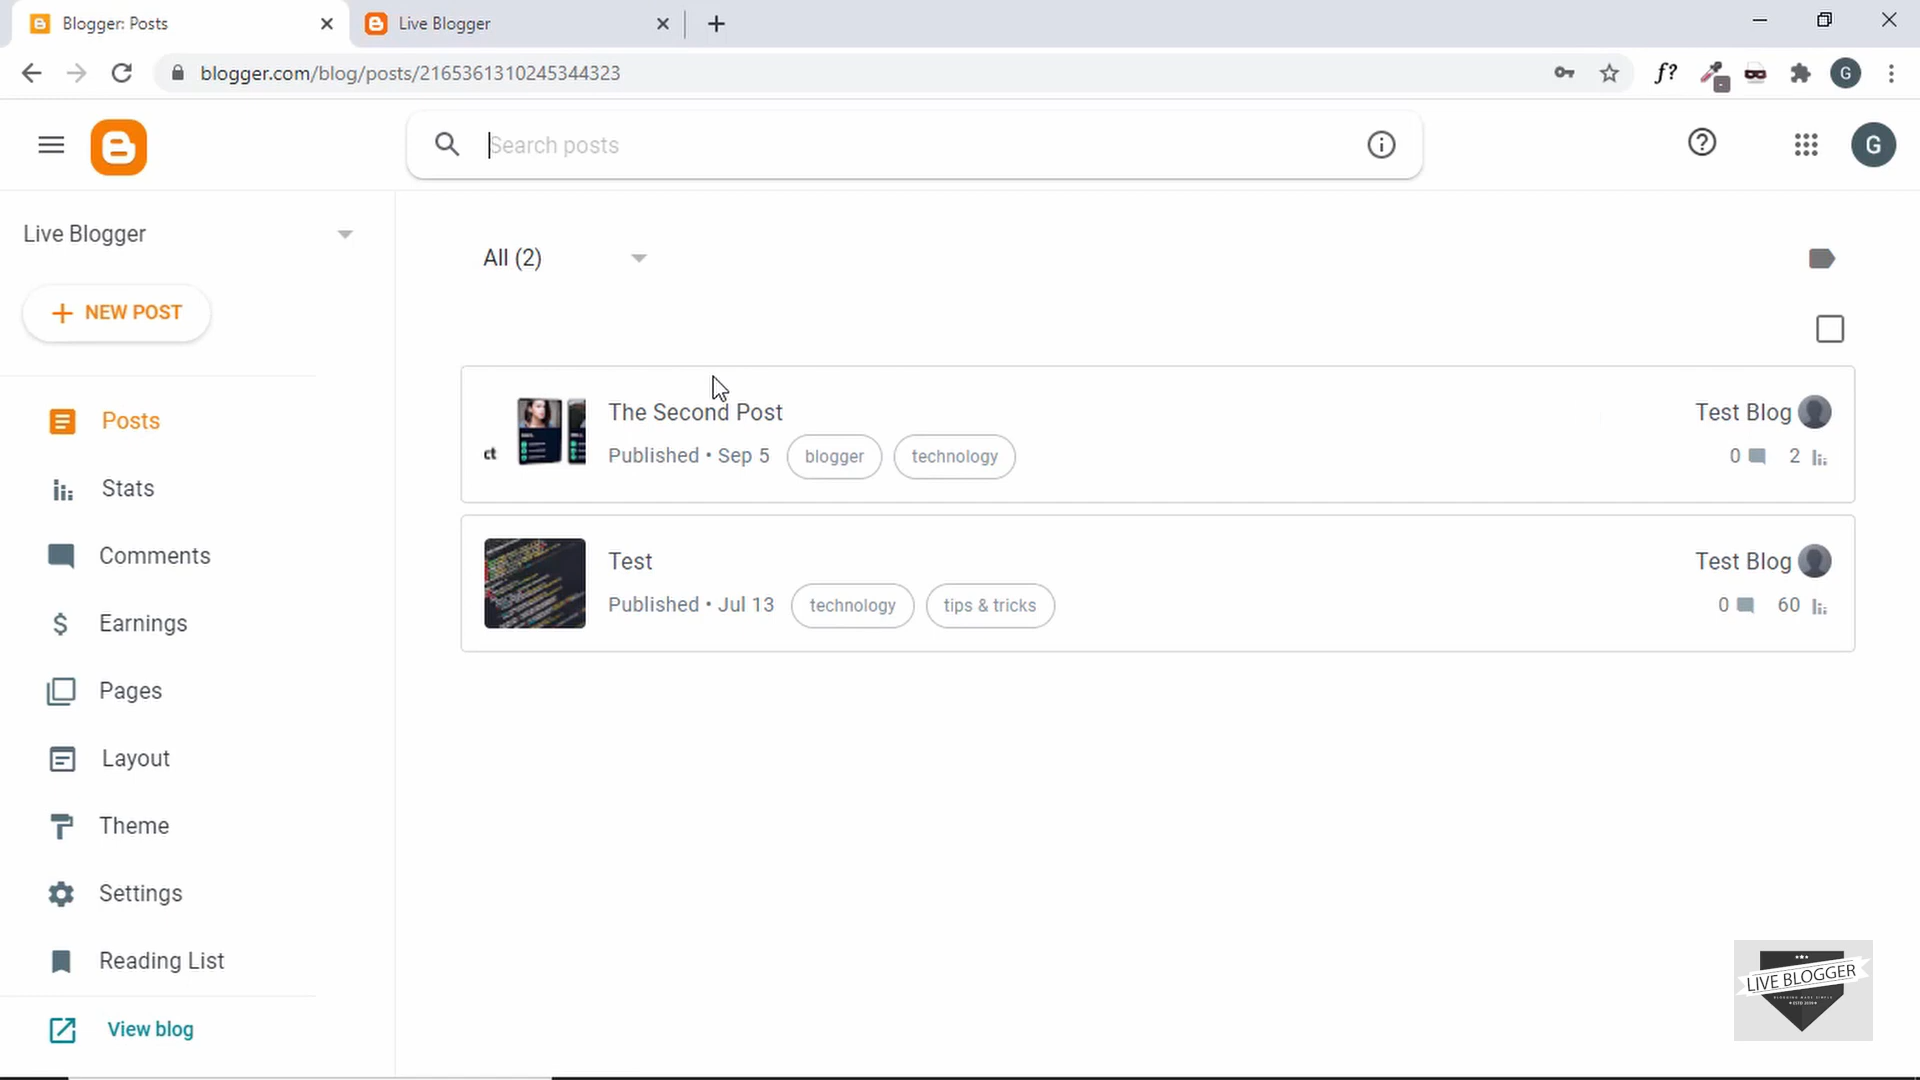 Blogger: Posts
Live Blogger
blogger.com/blog/posts/2165361310245344323
f?
G
Search posts
G
Live Blogger
All (2)
NEW POST
Posts
The Second Post
Test Blog
ct
Published • Sep 5
blogger
technology
0
2
Stats
Comments
Test
Test Blog
Published • Jul 13
technology
tips & tricks
0
60
Earnings
Pages
Layout
Theme
Settings
Reading List
View blog
LIVE BLOGGER